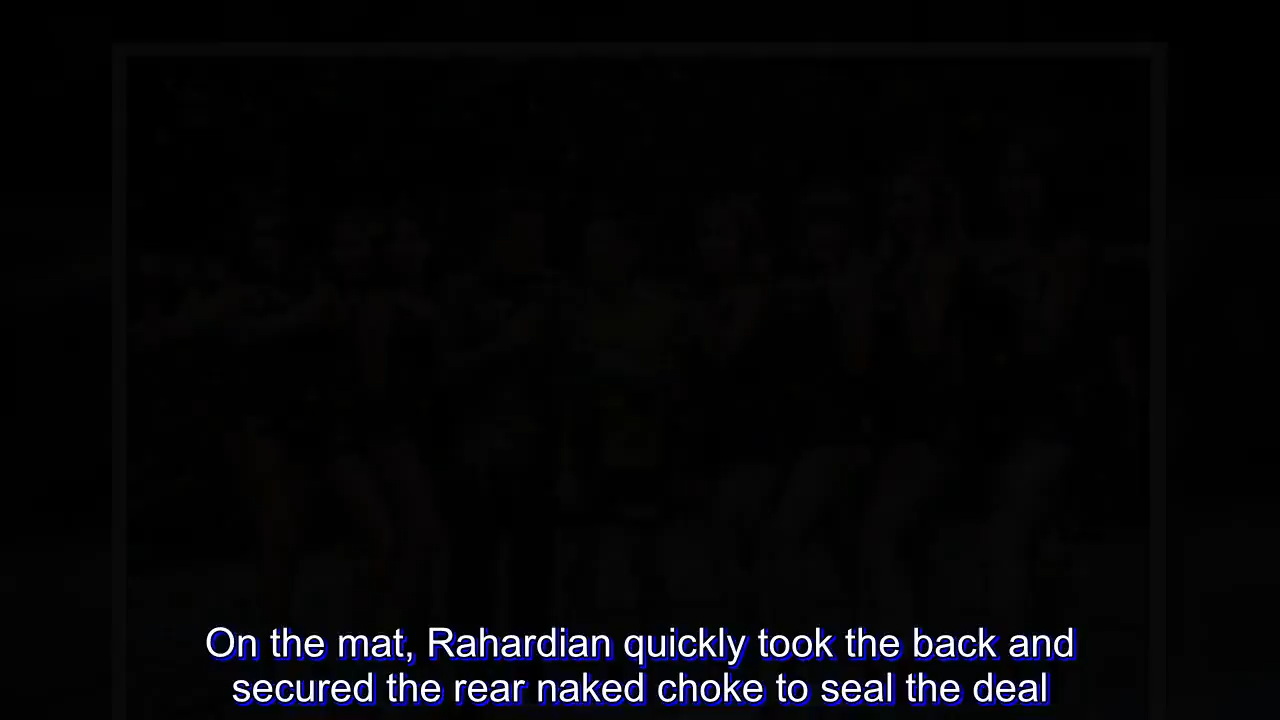 On the mat, Rahardian quickly took the back and
secured the rear naked choke to seal the deal